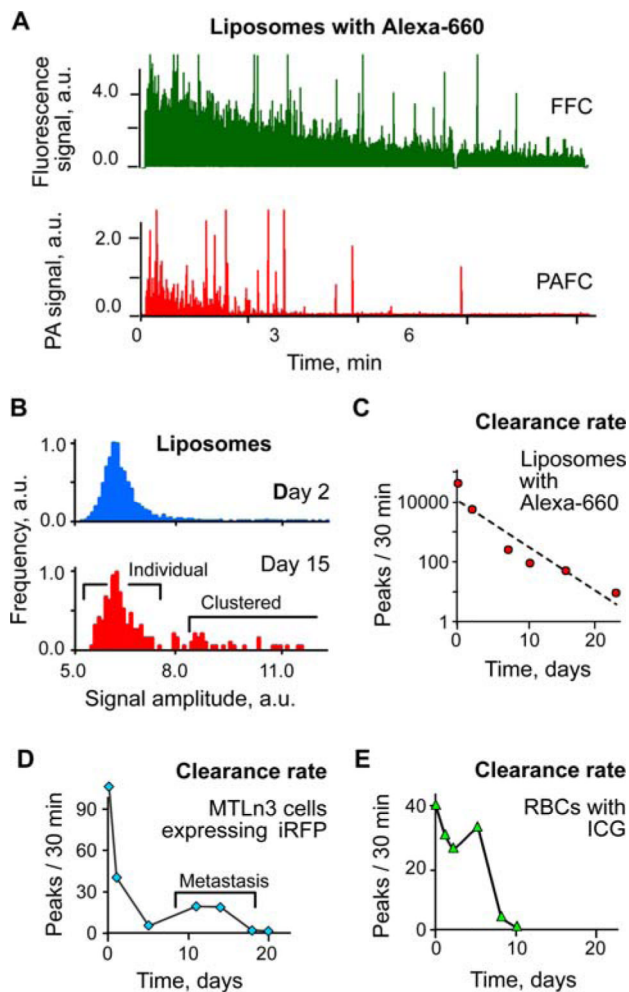 A
Liposomes with Alexa-660
Fluorescence
signal, a.u.
4.0
0.0
FFC
PA signal, a.u.
2.0
0.0
PAFC
0 3 6
Time, min
B
Liposomes
Frequency, a.u.
1.0
0.0
Day 2
1.0
0.0
Day 15
Individual
Clustered
5.0 8.0 11.0
Signal amplitude, a.u.
C
Clearance rate
Liposomes
with
Alexa-660
Peaks / 30 min
10000
100
1
0 10 20
Time, days
D
Clearance rate
MTLn3 cells
expressing iRFP
Metastasis
Peaks / 30 min
90
60
30
0
0 10 20
Time, days
E
Clearance rate
RBCs with
ICG
Peaks / 30 min
40
20
0
0 10 20
Time, days